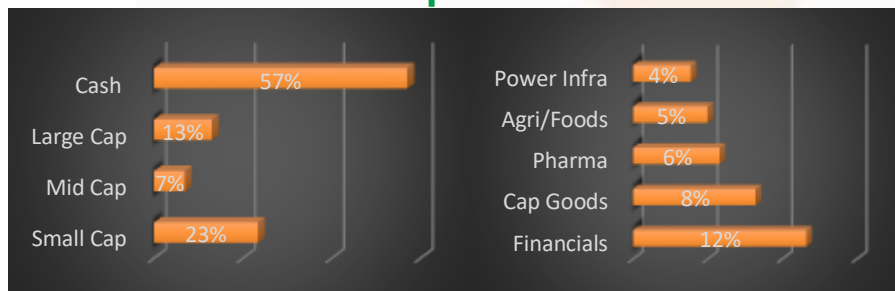 Cash 57%
Large Cap 13%
Mid Cap 7%
Small Cap 23%
Power Infra 4%
Agri/Foods 5%
Pharma 6%
Cap Goods 8%
Financials 12%